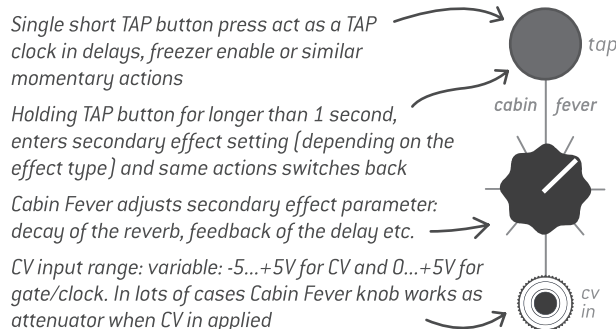 Single short TAP button press act as a TAP
clock in delays, freezer enable or similar
momentary actions
tap
Holding TAP button for longer than 1 second,
enters secondary effect setting (depending on the
effect type) and same actions switches back
cabin fever
Cabin Fever adjusts secondary effect parameter:
decay of the reverb, feedback of the delay etc.
CV input range: variable: -5...+5V for CV and 0...+5V for
gate/clock. In lots of cases Cabin Fever knob works as
attenuator when CV in applied
cv
in